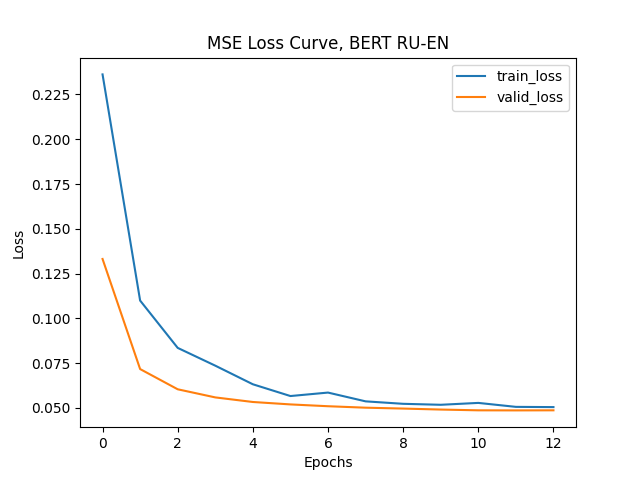 MSE Loss Curve, BERT RU-EN
train_loss
valid_loss
0.225
0.200
0.175
0.150
0.125
0.100
0.075
0.050
Loss
0 2 4 6 8 10 12
Epochs